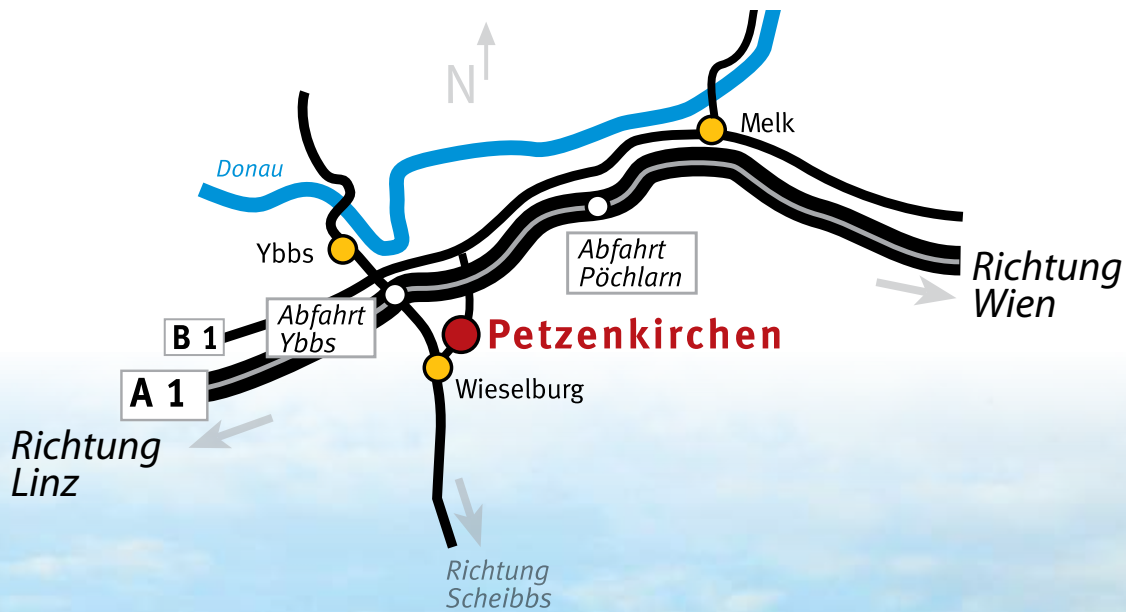 N
Melk
Donau
Ybbs
Abfahrt
Pöchlarn
Richtung
Wien
Abfahrt
Ybbs
B 1
Petzenkirchen
A 1
Wieselburg
Richtung
Linz
Richtung
Scheibbs